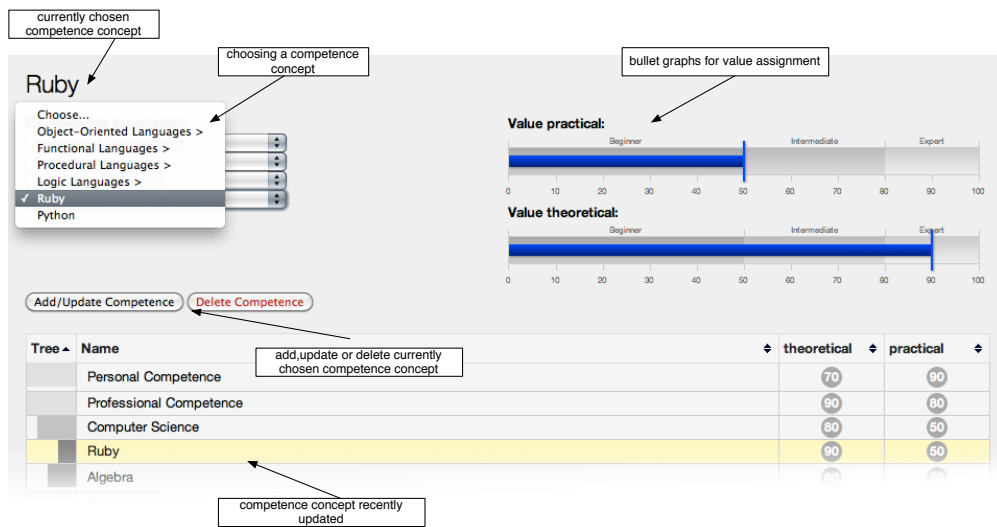 currently chosen
competence concept
choosing a competence
concept
bullet graphs for value assignment
Ruby
Choose...
Object-Oriented Languages >
Functional Languages >
Procedural Languages >
Logic Languages >
✓ Ruby
Python
Value practical:
Beginner Intermediate Expert
0 10 20 30 40 50 60 70 80 90 100
Value theoretical:
Beginner Intermediate Expert
0 10 20 30 40 50 60 70 80 90 100
Add/Update Competence Delete Competence
add,update or delete currently
chosen competence concept
Tree Name theoretical practical
Personal Competence 70 90
Professional Competence 90 80
Computer Science 80 50
Ruby 90 50
Algebra 60 50
competence concept recently
updated